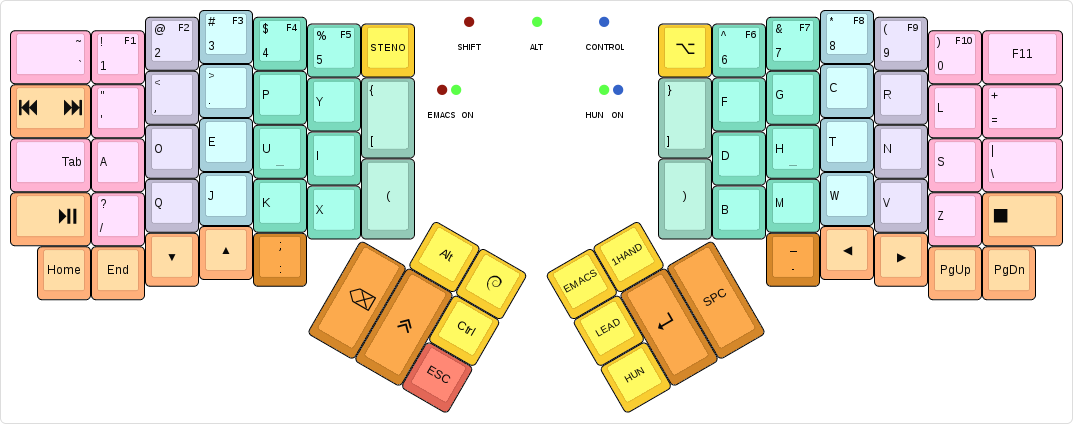 ~ ! F1 @ F2 # F3 $ F4 % F5 STENO
` 1 2 3 4 5
SHIFT ALT CONTROL
^ F6 & F7 * F8 ( F9 ) F10 F11
6 7 8 9 0
" < > P Y {
' , . [
EMACS ON HUN ON
} F G C R L +
] =
Tab A O E U _ I (
D H _ T N S |
) \
? Q J K X
/
B M W V Z
Home End ▼ ▲ ;
:
_ ◀ ▶ PgUp PgDn
.
Alt
Ctrl
ESC
EMACS 1HAND
LEAD SPC
HUN